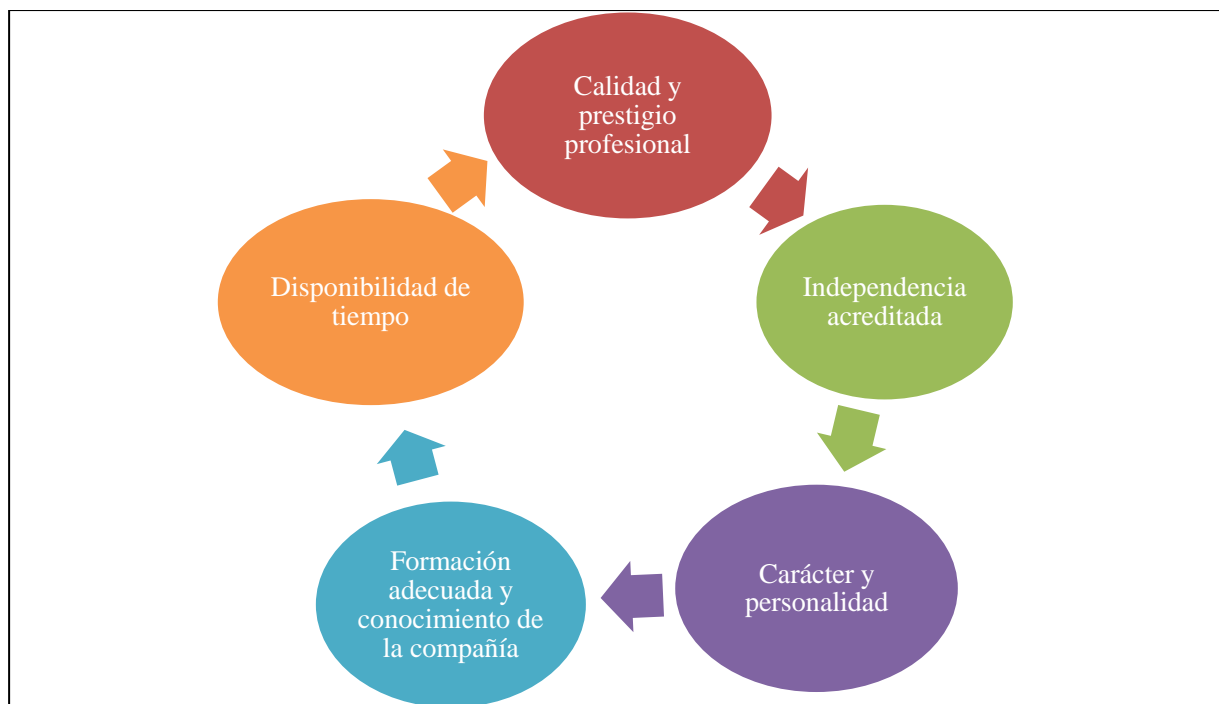 Calidad y
prestigio
profesional
Independencia
acreditada
Carácter y
personalidad
Formación
adecuada y
conocimiento de
la compañía
Disponibilidad de
tiempo